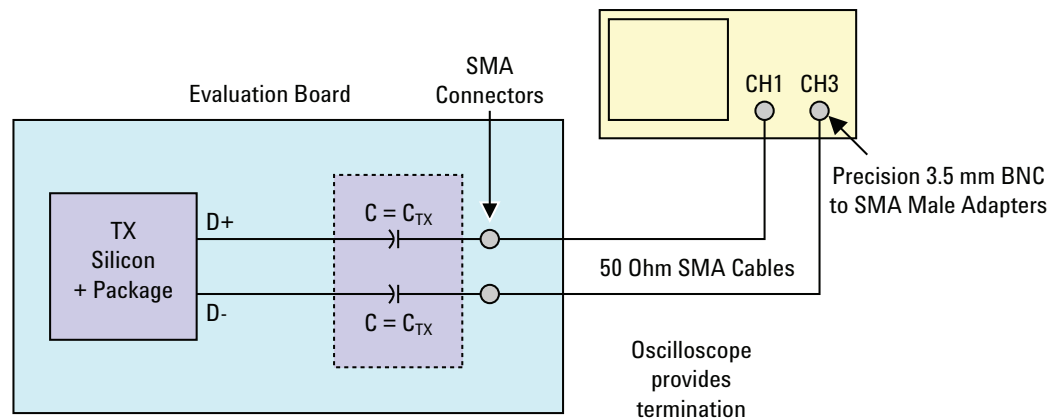 Evaluation Board
SMA
Connectors
CH1 CH3
Precision 3.5 mm BNC
to SMA Male Adapters
TX
Silicon
+ Package
D+
D-
C = CTX
C = CTX
50 Ohm SMA Cables
Oscilloscope
provides
termination